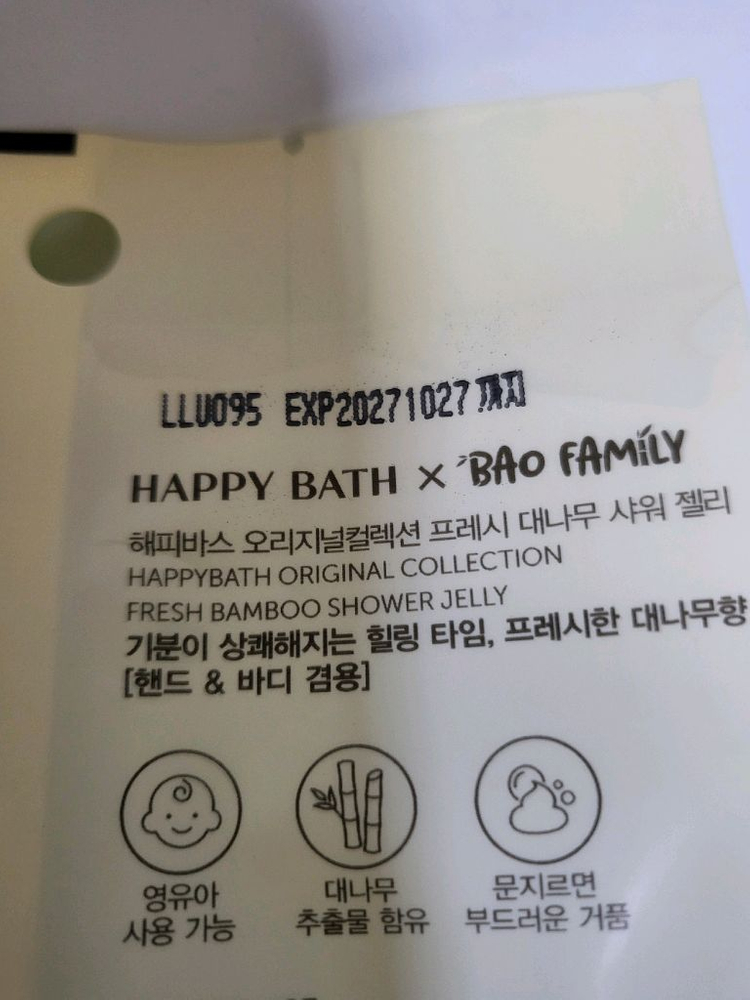 LLU095 EXP20271027까지
HAPPY BATH × BAO FAMILY
해피바스 오리지널컬렉션 프레시 대나무 샤워 젤리
HAPPYBATH ORIGINAL COLLECTION
FRESH BAMBOO SHOWER JELLY
기분이 상쾌해지는 힐링 타임, 프레시한 대나무향
[핸드 & 바디 겸용]
영유아 대나무 문지르면
사용 가능 추출물 함유 부드러운 거품